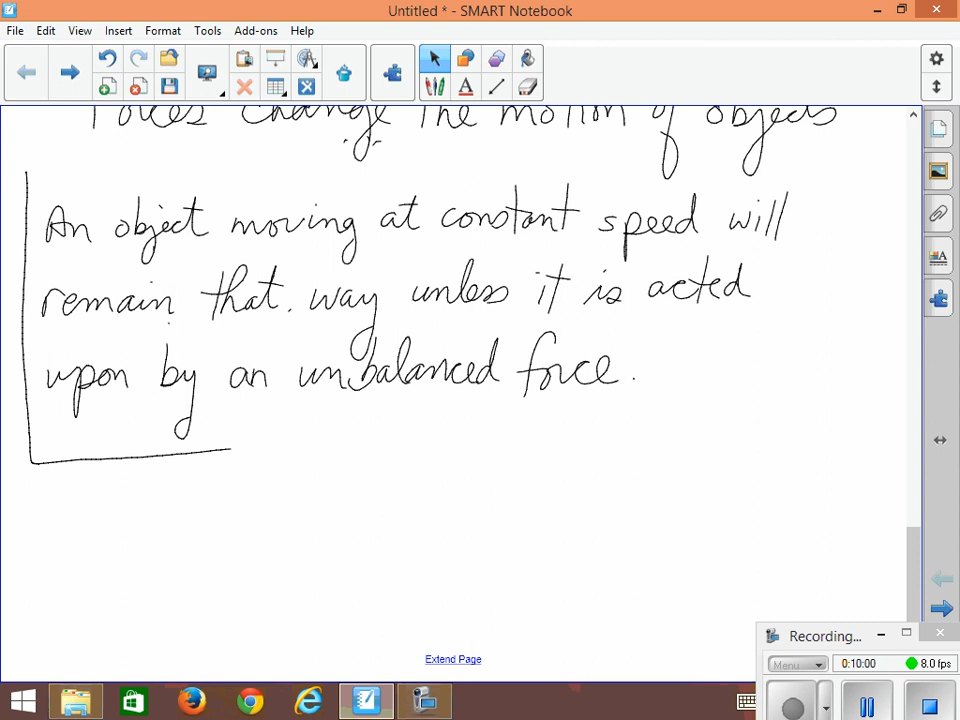 Untitled * - SMART Notebook
File Edit View Insert Format Tools Add-ons Help
Forces change the motion of objects
An object moving at constant speed will
remain that way unless it is acted
upon by an unbalanced force.
Extend Page
Recording...
Menu 0:10:00 8.0 fps